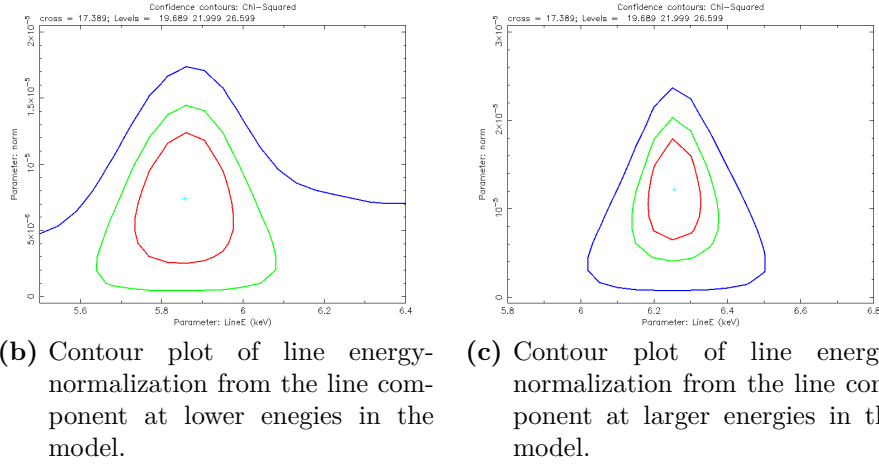 Confidence contours: Chi-Squared
cross = 17.389; Levels = 19.689 21.999 26.599
Parameter: norm
2×10⁻⁵
1.5×10⁻⁵
10⁻⁵
5×10⁻⁶
0
5.6 5.8 6 6.2 6.4
Parameter: LineE (keV)
(b) Contour plot of line energy-
normalization from the line com-
ponent at lower enegies in the
model.
Confidence contours: Chi-Squared
cross = 17.389; Levels = 19.689 21.999 26.599
Parameter: norm
3×10⁻⁵
2×10⁻⁵
10⁻⁵
0
5.8 6 6.2 6.4 6.6 6.8
Parameter: LineE (keV)
(c) Contour plot of line energ
normalization from the line com
ponent at larger energies in th
model.